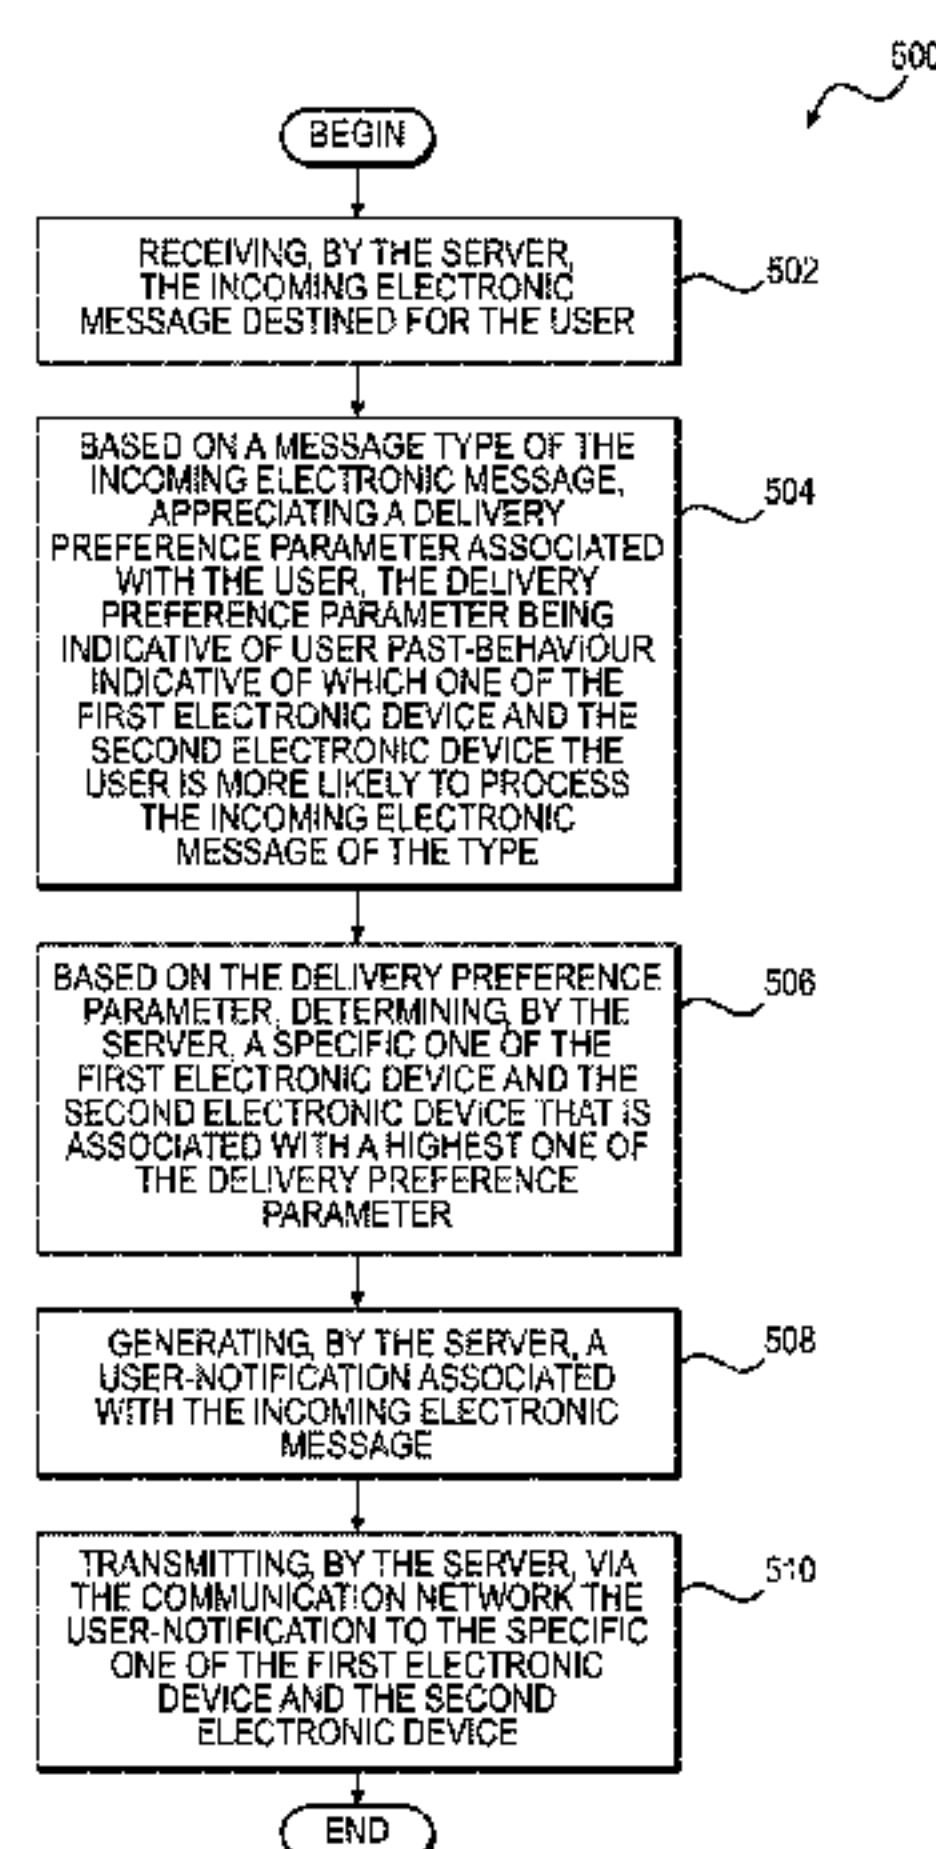 500
BEGIN
RECEIVING, BY THE SERVER,
THE INCOMING ELECTRONIC
MESSAGE DESTINED FOR THE USER
502
BASED ON A MESSAGE TYPE OF THE
INCOMING ELECTRONIC MESSAGE,
APPRECIATING A DELIVERY
PREFERENCE PARAMETER ASSOCIATED
WITH THE USER, THE DELIVERY
PREFERENCE PARAMETER BEING
INDICATIVE OF USER PAST-BEHAVIOUR
INDICATIVE OF WHICH ONE OF THE
FIRST ELECTRONIC DEVICE AND THE
SECOND ELECTRONIC DEVICE THE
USER IS MORE LIKELY TO PROCESS
THE INCOMING ELECTRONIC
MESSAGE OF THE TYPE
504
BASED ON THE DELIVERY PREFERENCE
PARAMETER, DETERMINING, BY THE
SERVER, A SPECIFIC ONE OF THE
FIRST ELECTRONIC DEVICE AND THE
SECOND ELECTRONIC DEVICE THAT IS
ASSOCIATED WITH A HIGHEST ONE OF
THE DELIVERY PREFERENCE
PARAMETER
506
GENERATING, BY THE SERVER, A
USER-NOTIFICATION ASSOCIATED
WITH THE INCOMING ELECTRONIC
MESSAGE
508
TRANSMITTING, BY THE SERVER, VIA
THE COMMUNICATION NETWORK THE
USER-NOTIFICATION TO THE SPECIFIC
ONE OF THE FIRST ELECTRONIC
DEVICE AND THE SECOND
ELECTRONIC DEVICE
510
END